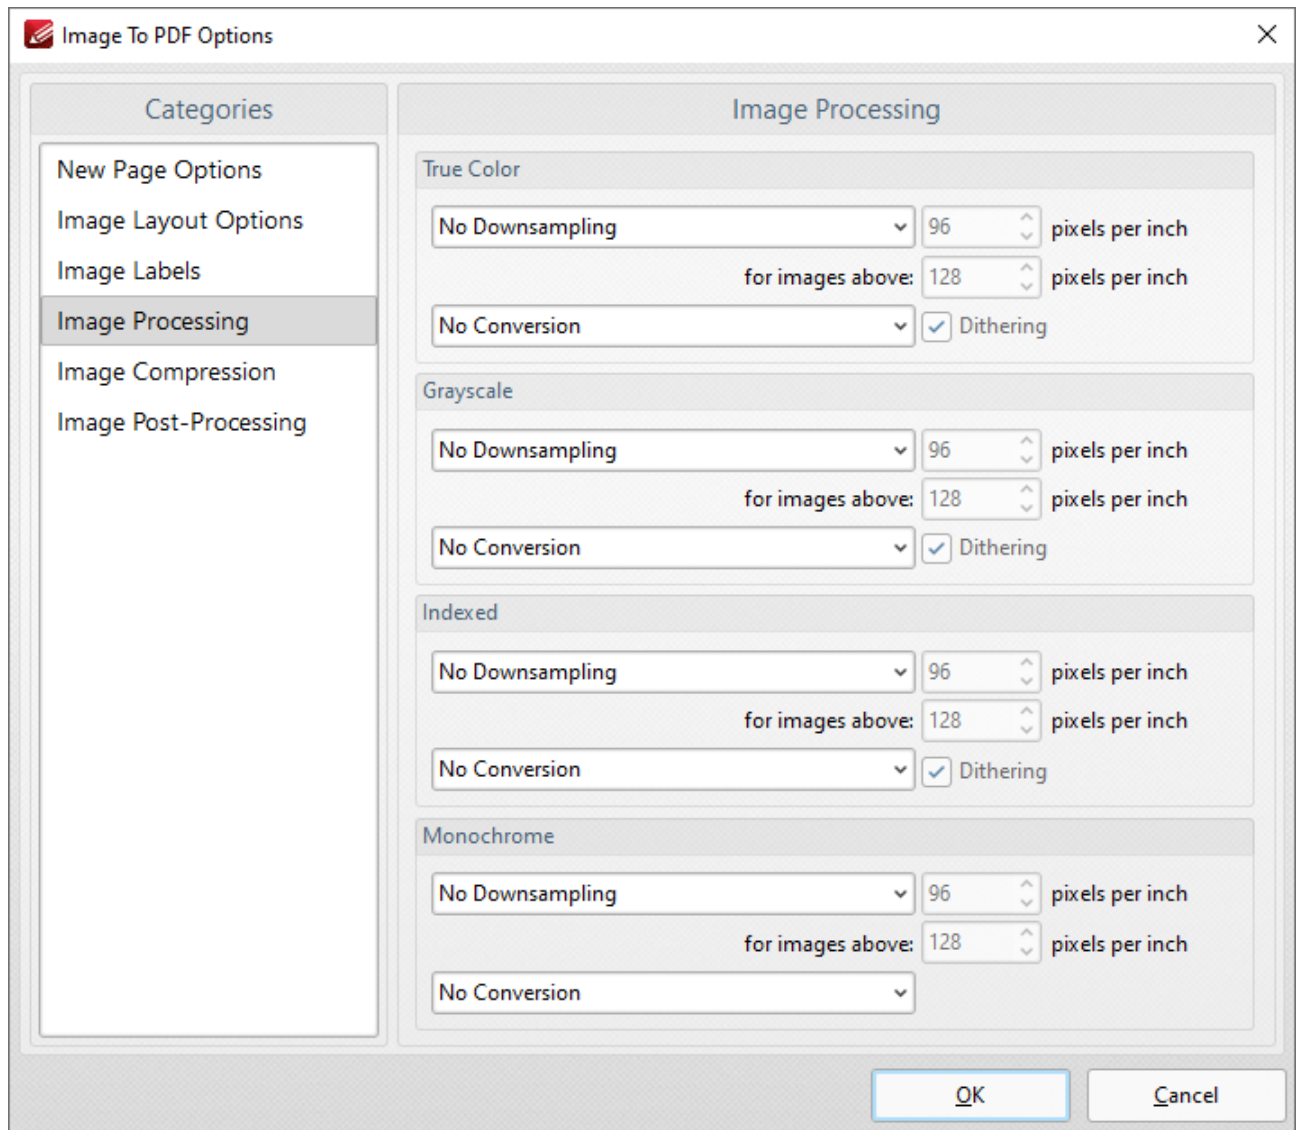 Image To PDF Options
Categories
New Page Options
Image Layout Options
Image Labels
Image Processing
Image Compression
Image Post-Processing
Image Processing
True Color
No Downsampling 96 pixels per inch
for images above: 128 pixels per inch
No Conversion Dithering
Grayscale
No Downsampling 96 pixels per inch
for images above: 128 pixels per inch
No Conversion Dithering
Indexed
No Downsampling 96 pixels per inch
for images above: 128 pixels per inch
No Conversion Dithering
Monochrome
No Downsampling 96 pixels per inch
for images above: 128 pixels per inch
No Conversion
OK Cancel